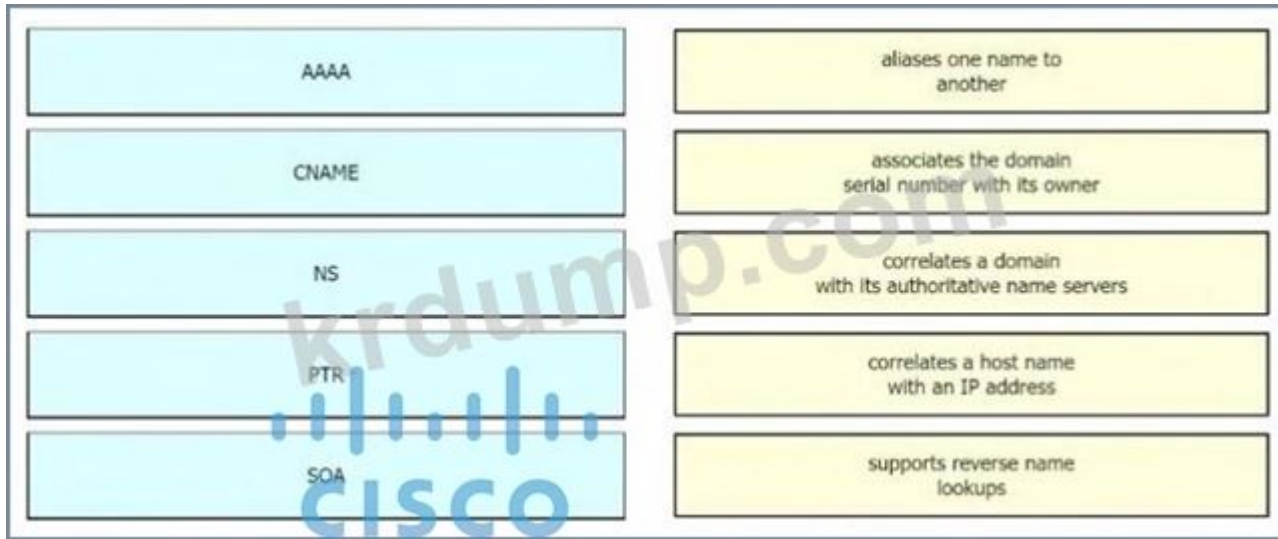 AAAA
aliases one name to
another
CNAME
associates the domain
serial number with its owner
NS
correlates a domain
with its authoritative name servers
PTR
correlates a host name
with an IP address
SOA
supports reverse name
lookups
krdump.com
CISCO